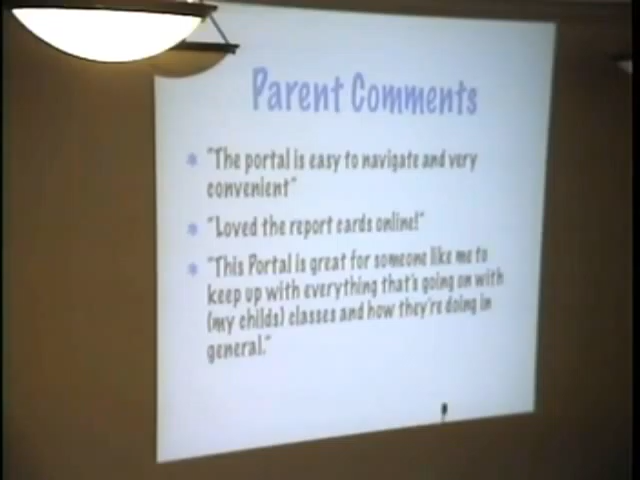 Parent Comments
* "The portal is easy to navigate and very
convenient"
* "Loved the report cards online!"
* "This Portal is great for someone like me to
keep up with everything that's going on with
(my childs) classes and how they're doing in
general."